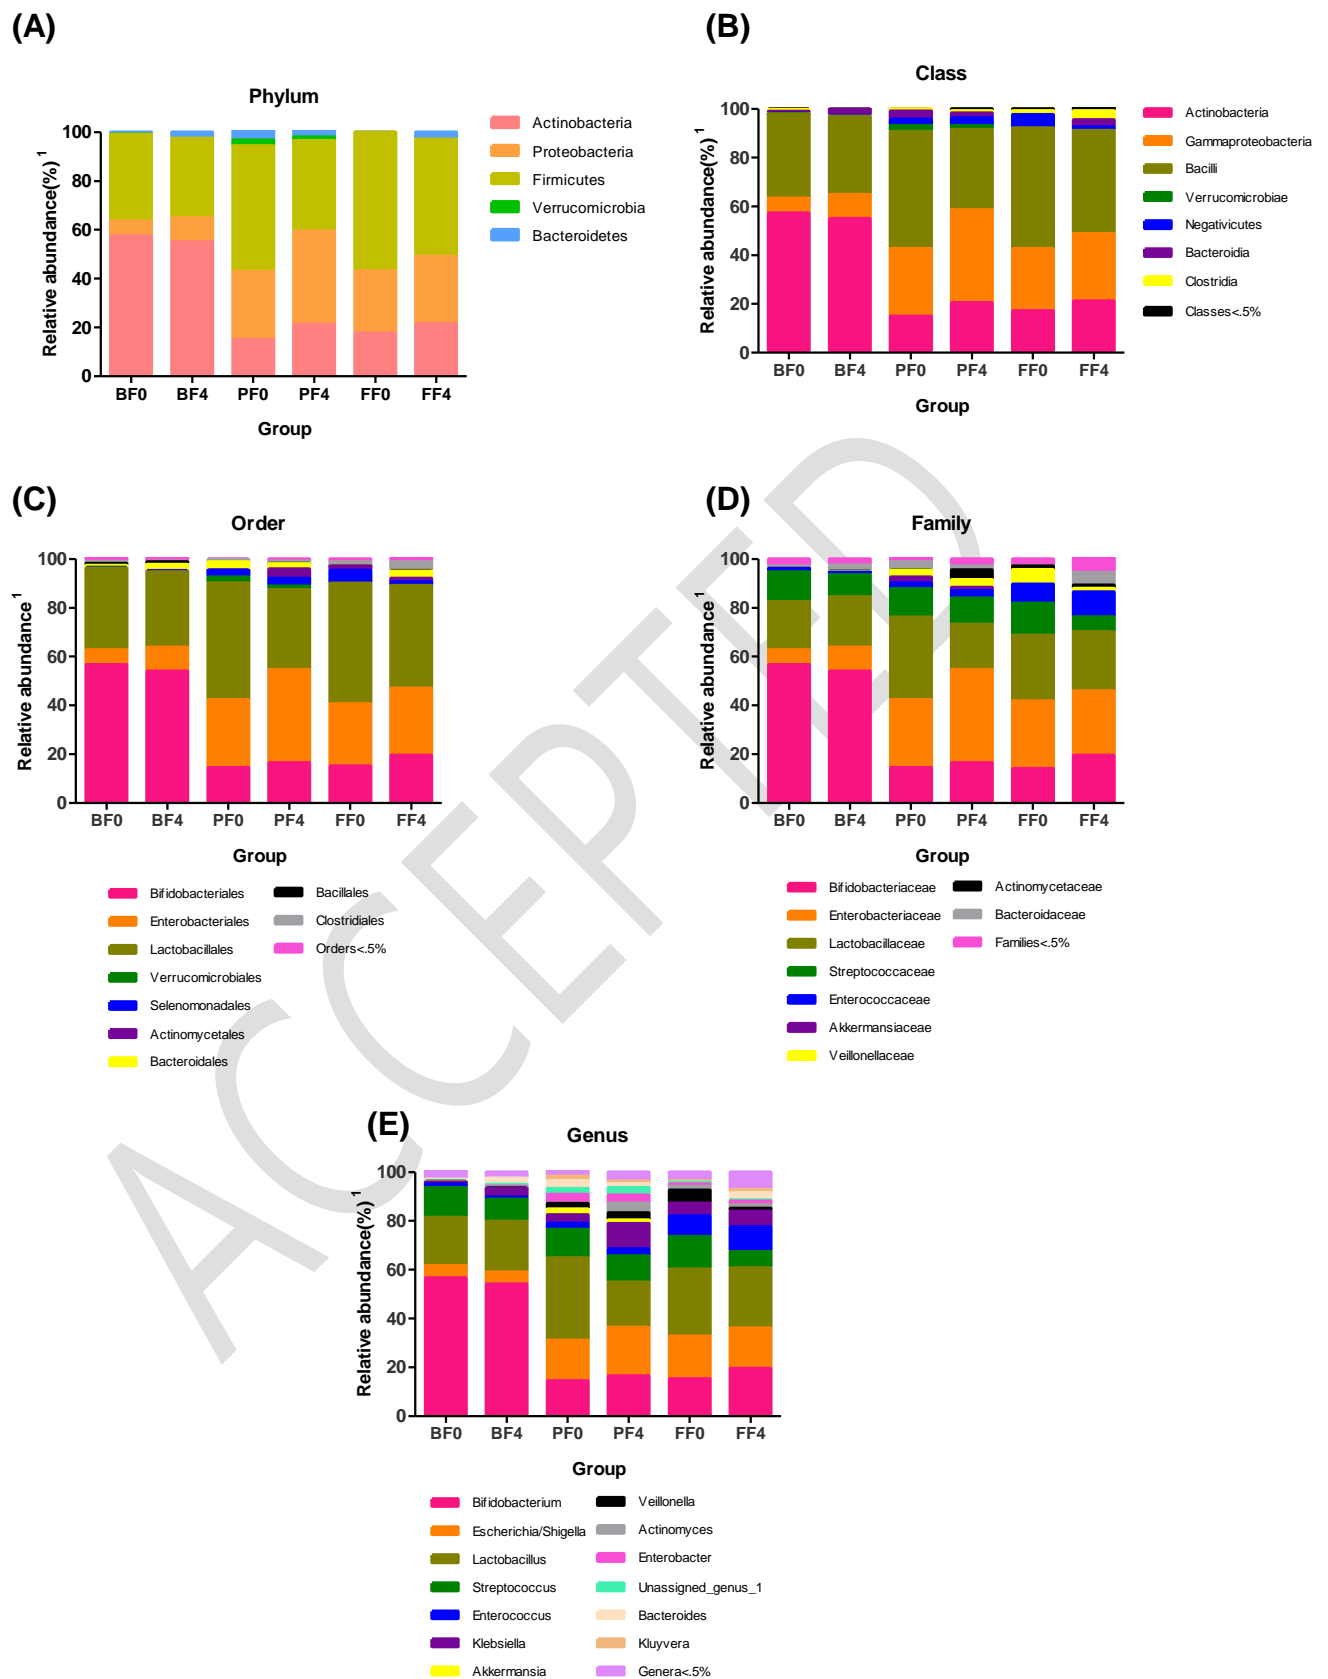 (A)
Phylum
Relative abundance(%) 1
100
80
60
40
20
0
BF0 BF4 PF0 PF4 FF0 FF4
Group
Actinobacteria
Proteobacteria
Firmicutes
Verrucomicrobia
Bacteroidetes
(B)
Class
Relative abundance(%) 1
100
80
60
40
20
0
BF0 BF4 PF0 PF4 FF0 FF4
Group
Actinobacteria
Gammaproteobacteria
Bacilli
Verrucomicrobiae
Negativicutes
Bacteroidia
Clostridia
Classes<.5%
(C)
Order
Relative abundance 1
100
80
60
40
20
0
BF0 BF4 PF0 PF4 FF0 FF4
Group
Bifidobacteriales
Enterobacteriales
Lactobacillales
Verrucomicrobiales
Selenomonadales
Actinomycetales
Bacteroidales
Bacillales
Clostridiales
Orders<.5%
(D)
Family
Relative abundance 1
100
80
60
40
20
0
BF0 BF4 PF0 PF4 FF0 FF4
Group
Bifidobacteriaceae
Enterobacteriaceae
Lactobacillaceae
Streptococcaceae
Enterococcaceae
Akkermansiaceae
Veillonellaceae
Actinomycetaceae
Bacteroidaceae
Families<.5%
(E)
Genus
Relative abundance(%) 1
100
80
60
40
20
0
BF0 BF4 PF0 PF4 FF0 FF4
Group
Bifidobacterium
Escherichia/Shigella
Lactobacillus
Streptococcus
Enterococcus
Klebsiella
Akkermansia
Veillonella
Actinomyces
Enterobacter
Unassigned_genus_1
Bacteroides
Kluyvera
Genera<.5%
ACCEPTED